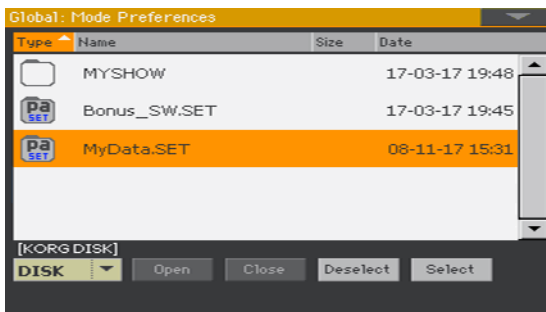 Global: Mode Preferences
Type Name Size Date
MYSHOW 17-03-17 19:48
Pa SET Bonus_SW.SET 17-03-17 19:45
Pa SET MyData.SET 08-11-17 15:31
[KORG DISK]
DISK Open Close Deselect Select